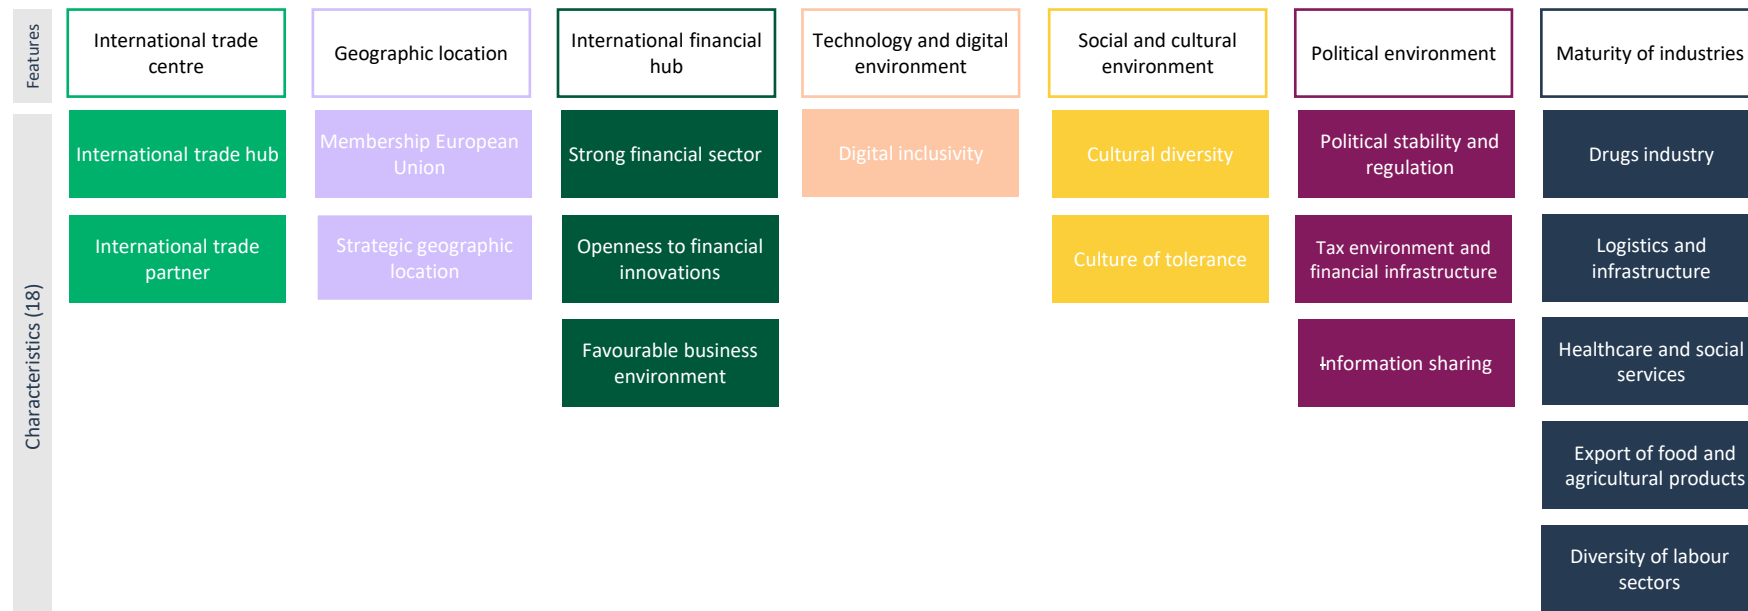 Features
International trade
centre
Geographic location
International financial
hub
Technology and digital
environment
Social and cultural
environment
Political environment
Maturity of industries
Characteristics (18)
International trade hub
Membership European
Union
Strong financial sector
Digital inclusivity
Cultural diversity
Political stability and
regulation
Drugs industry
International trade
partner
Strategic geographic
location
Openness to financial
innovations
Culture of tolerance
Tax environment and
financial infrastructure
Logistics and
infrastructure
Favourable business
environment
Information sharing
Healthcare and social
services
Export of food and
agricultural products
Diversity of labour
sectors